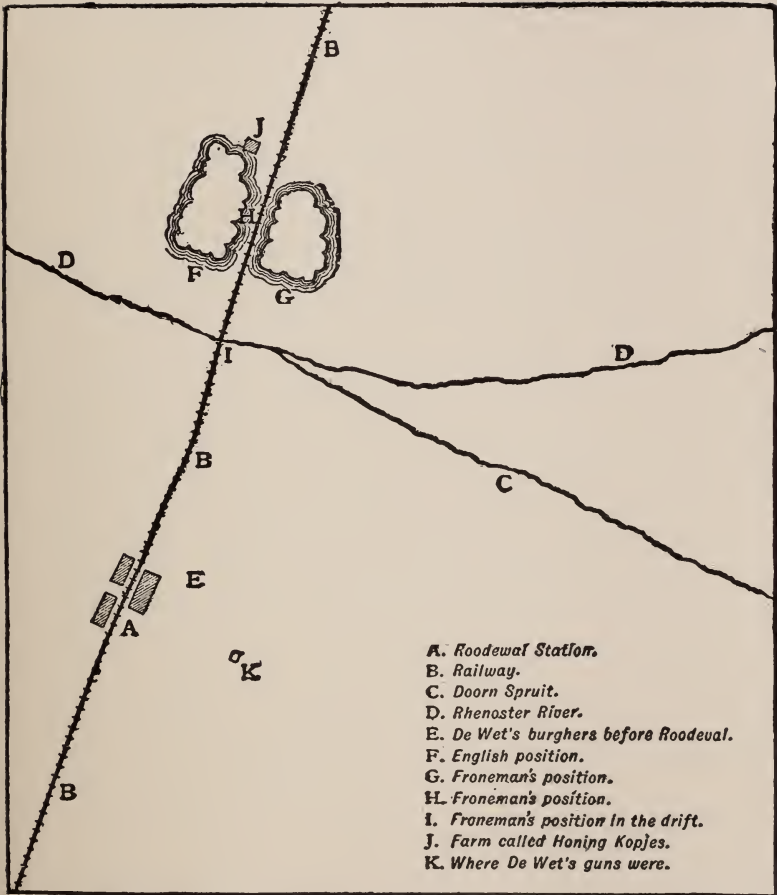 B
J
H
D
F
G
I
D
B
C
E
A
K
B
A. Roodewal Station.
B. Railway.
C. Doorn Spruit.
D. Rhenoster River.
E. De Wet's burghers before Roodeval.
F. English position.
G. Froneman's position.
H. Froneman's position.
I. Froneman's position in the drift.
J. Farm called Honing Kopjes.
K. Where De Wet's guns were.